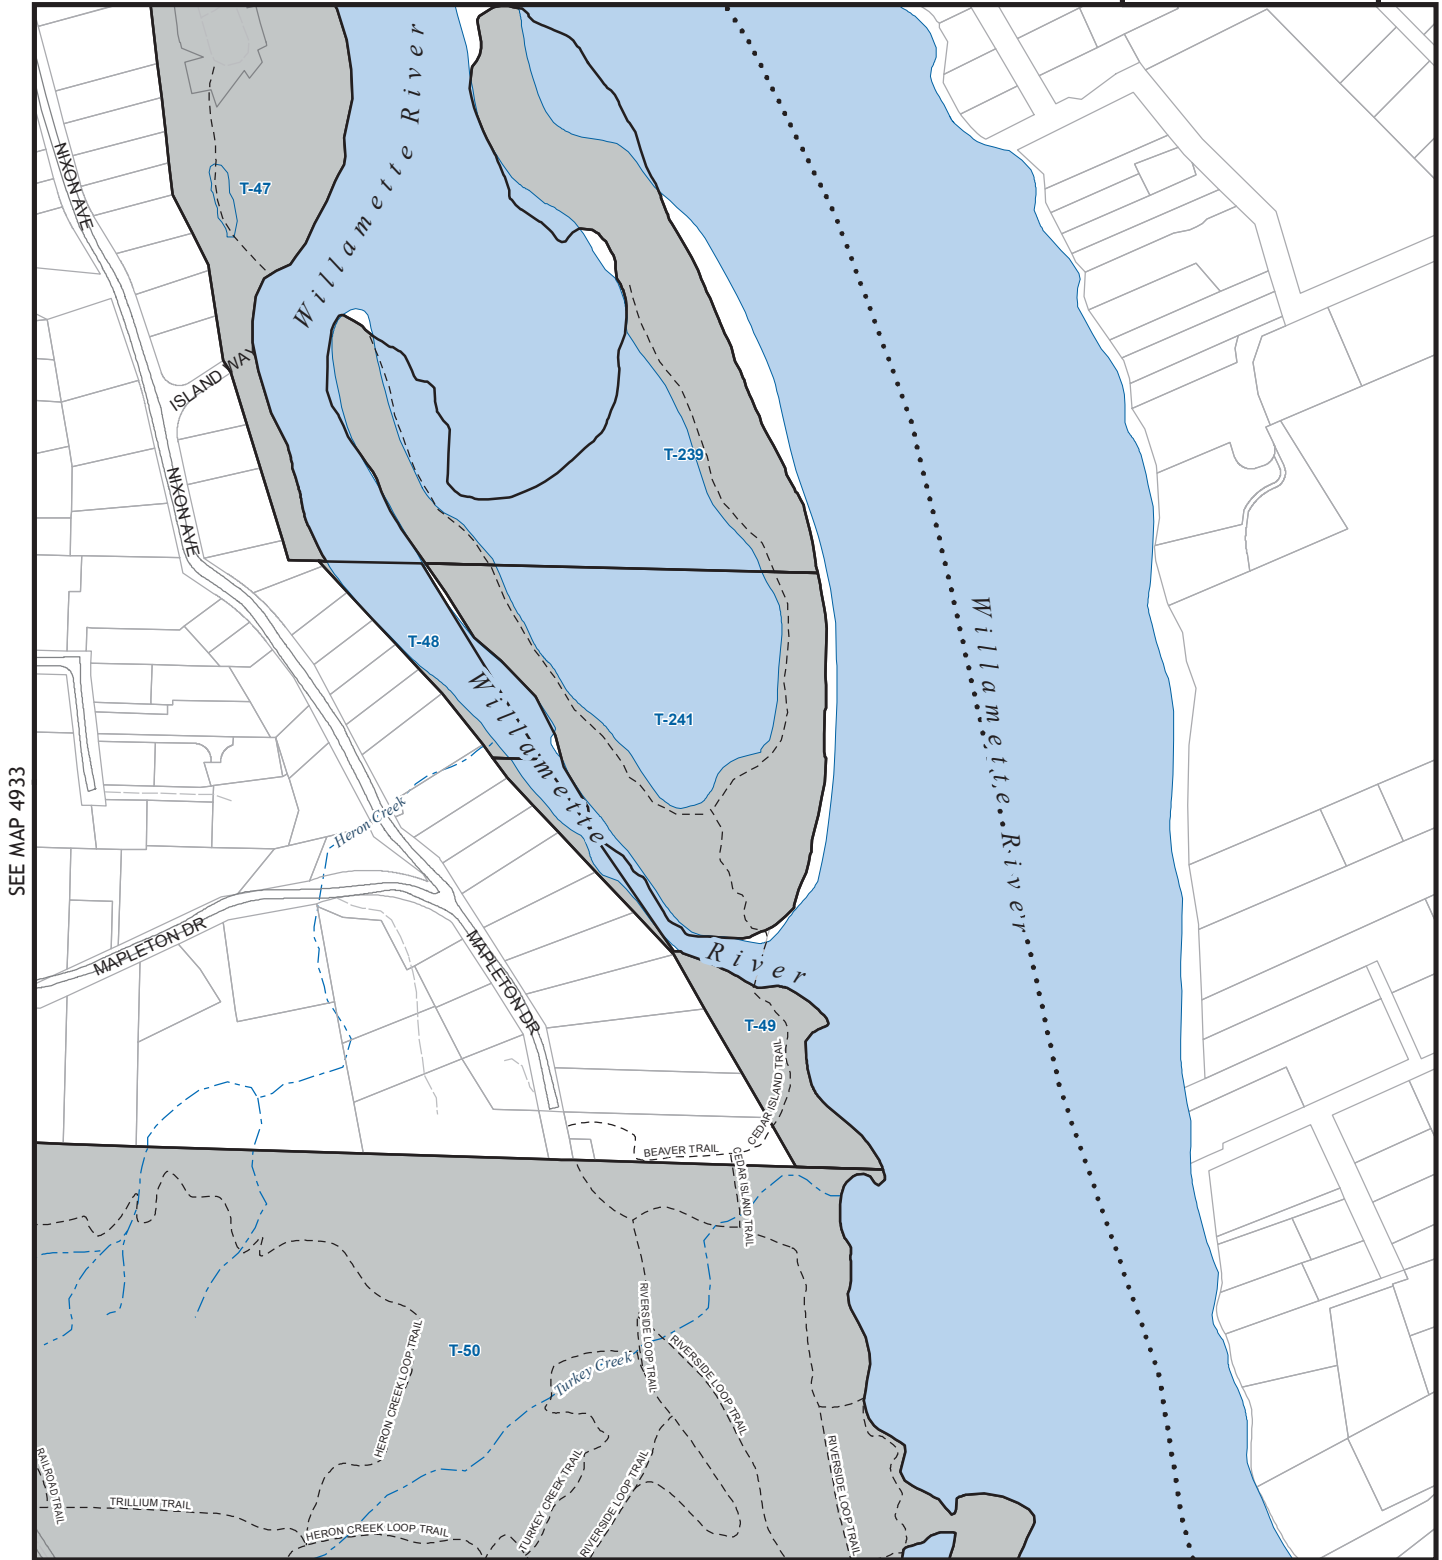 Willamette River
NIXON AVE
T-47
ISLAND WAY
T-239
NIXON AVE
T-48
Willamette River
Willamette
T-241
SEE MAP 4933
Heron Creek
MAPLETON DR
MAPLETON DR
River
T-49
CEDAR ISLAND TRAIL
BEAVER TRAIL
CEDAR ISLAND TRAIL
RIVERSIDE LOOP TRAIL
RIVERSIDE LOOP TRAIL
T-50
HERON CREEK LOOP TRAIL
Turkey Creek
RAILROAD TRAIL
TRILLIUM TRAIL
HERON CREEK LOOP TRAIL
TURKEY CREEK TRAIL
RIVERSIDE LOOP TRAIL
RIVERSIDE LOOP TRAIL